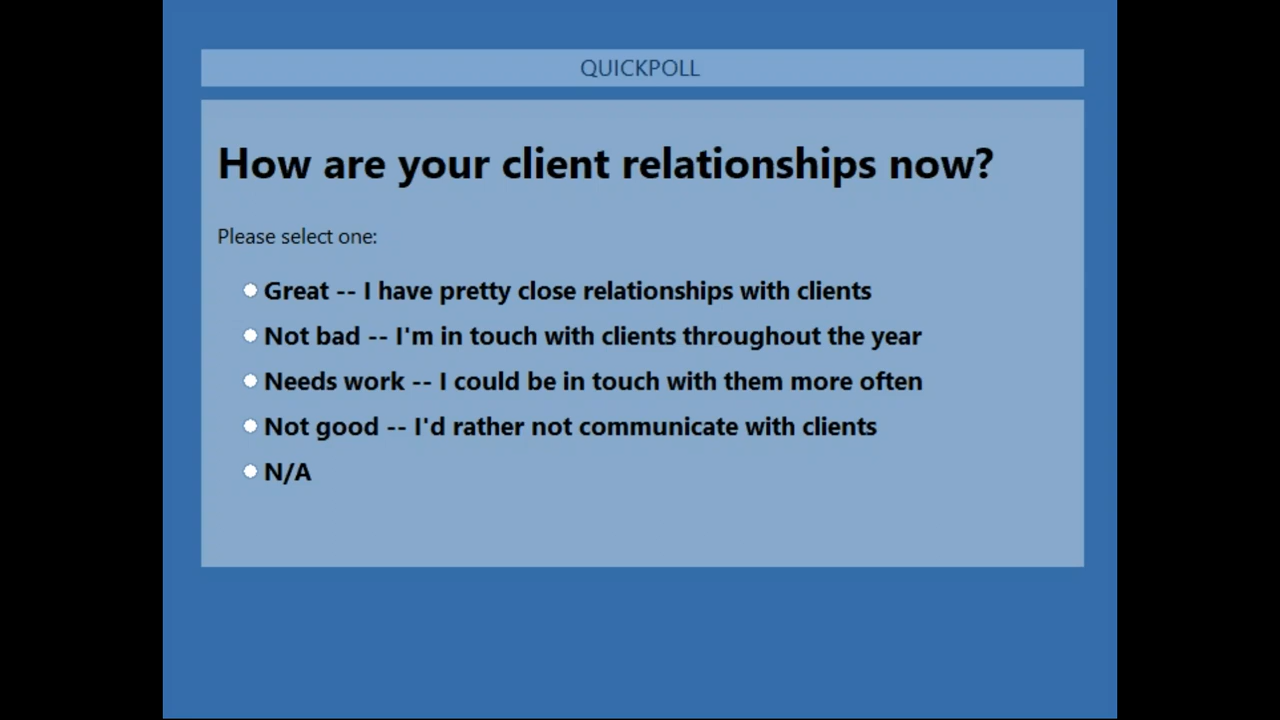 QUICKPOLL
How are your client relationships now?
Please select one:
Great -- I have pretty close relationships with clients
Not bad -- I'm in touch with clients throughout the year
Needs work -- I could be in touch with them more often
Not good -- I'd rather not communicate with clients
N/A